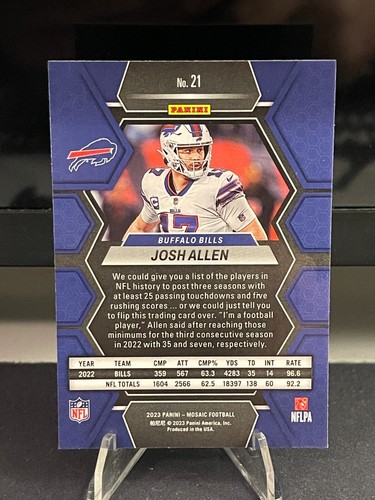 No. 21
PANINI
17
BUFFALO BILLS
JOSH ALLEN
We could give you a list of the players in
NFL history to post three seasons with
at least 25 passing touchdowns and five
rushing scores ... or we could just tell you
to flip this trading card over. "I'm a football
player," Allen said after reaching those
minimums for the third consecutive season
in 2022 with 35 and seven, respectively.
YEAR TEAM CMP ATT CMP% YDS TD INT RATE
2022 BILLS 359 567 63.3 4283 35 14 96.6
NFL TOTALS 1604 2566 62.5 18397 138 60 92.2
NFL
2023 PANINI – MOSAIC FOOTBALL
帕尼尼 © 2023 Panini America, Inc.
Produced in the USA.
NFLPA